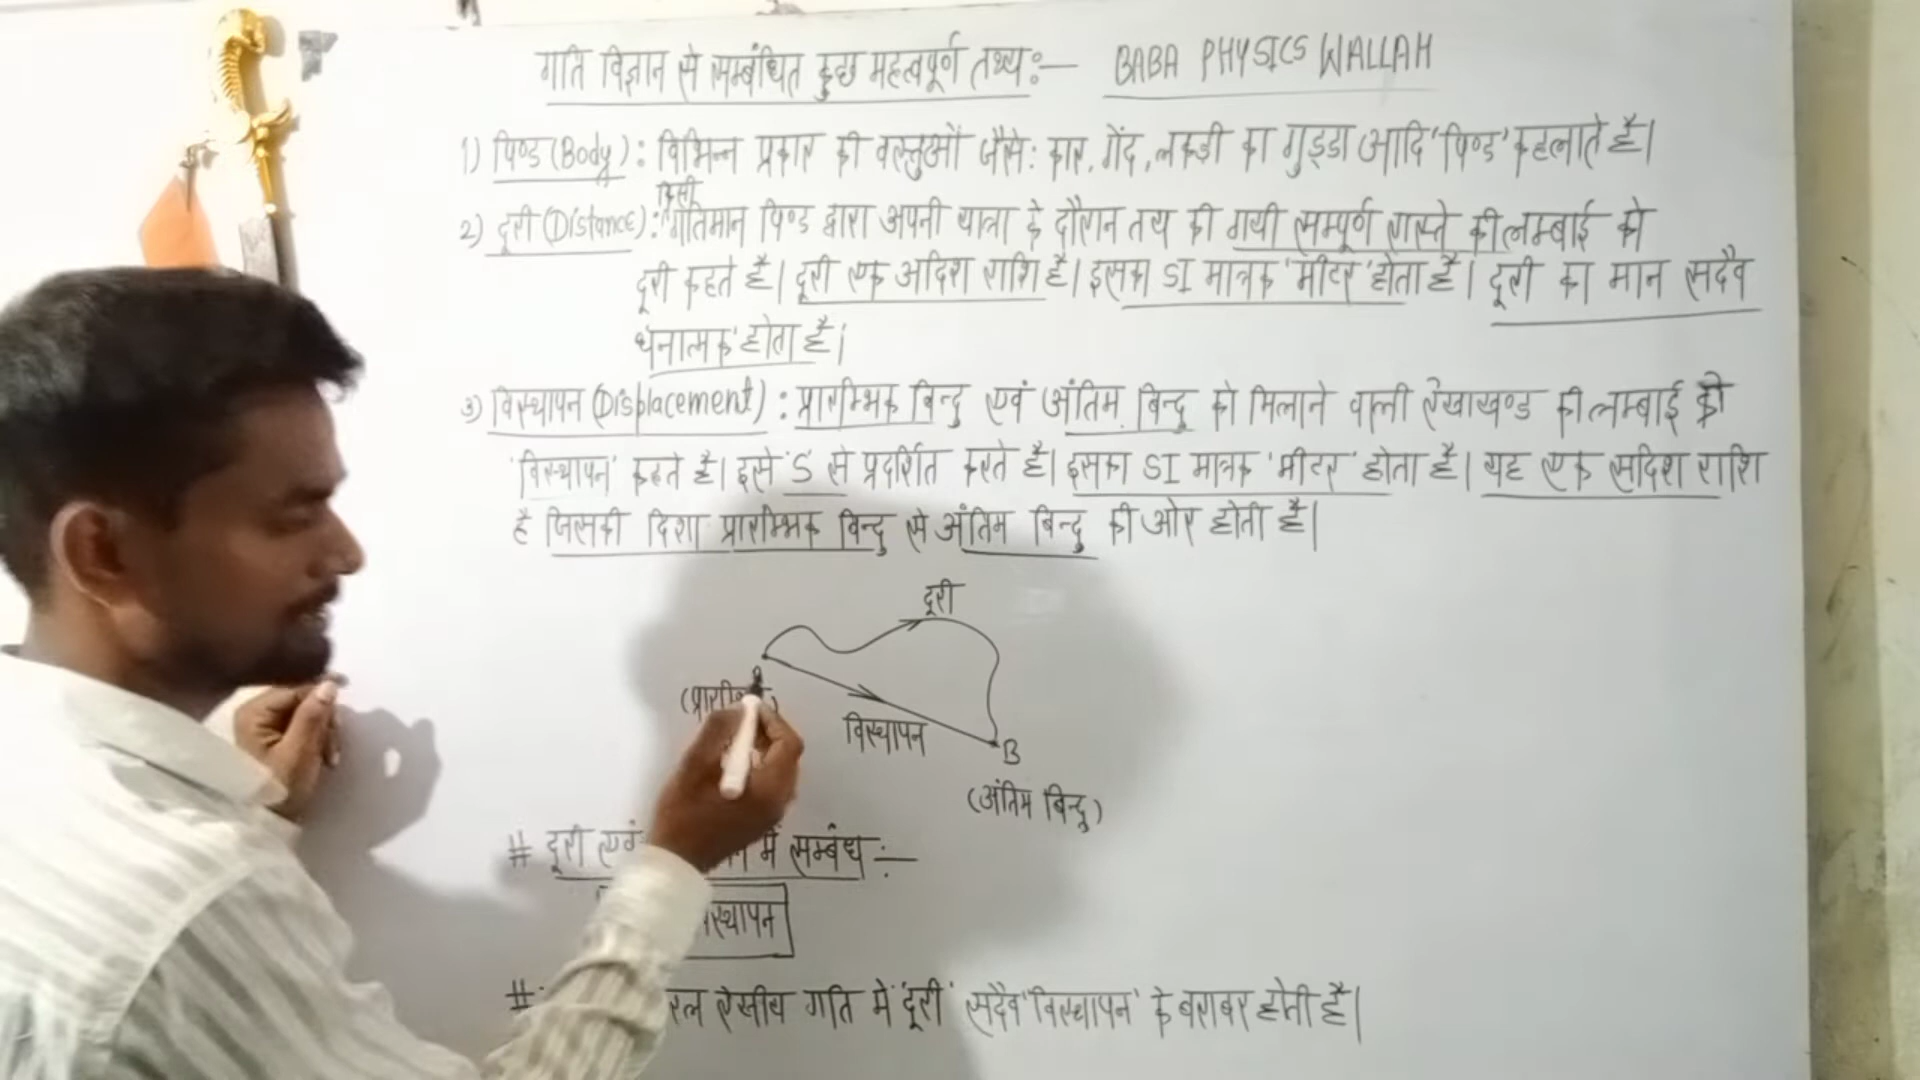 गति विज्ञान से सम्बंधित कुछ महत्वपूर्ण तथ्य:— BABA PHYSICS WALLAH
1) पिण्ड (Body) : विभिन्न प्रकार की वस्तुओं जैसे: कार, गेंद, लकड़ी का गुड्डा आदि 'पिण्ड' कहलाते है।
किसी
2) दूरी (Distance) : गतिमान पिण्ड द्वारा अपनी यात्रा के दौरान तय की गयी सम्पूर्ण रास्ते की लम्बाई को
दूरी कहते है। दूरी एक अदिश राशि है। इसका SI मात्रक 'मीटर' होता है। दूरी का मान सदैव
'धनात्मक' होता है।
3) विस्थापन (Displacement) : प्रारम्भिक बिन्दु एवं अंतिम बिन्दु को मिलाने वाली रेखाखण्ड की लम्बाई को
'विस्थापन' कहते है। इसे 'S' से प्रदर्शित करते है। इसका SI मात्रक 'मीटर' होता है। यह एक सदिश राशि
है जिसकी दिशा प्रारम्भिक बिन्दु से अंतिम बिन्दु की ओर होती है।
दूरी
विस्थापन
B
(अंतिम बिन्दु)
# दूरी एवं में सम्बंध :—
रेखीय गति में 'दूरी' सदैव 'विस्थापन' के बराबर होती है।